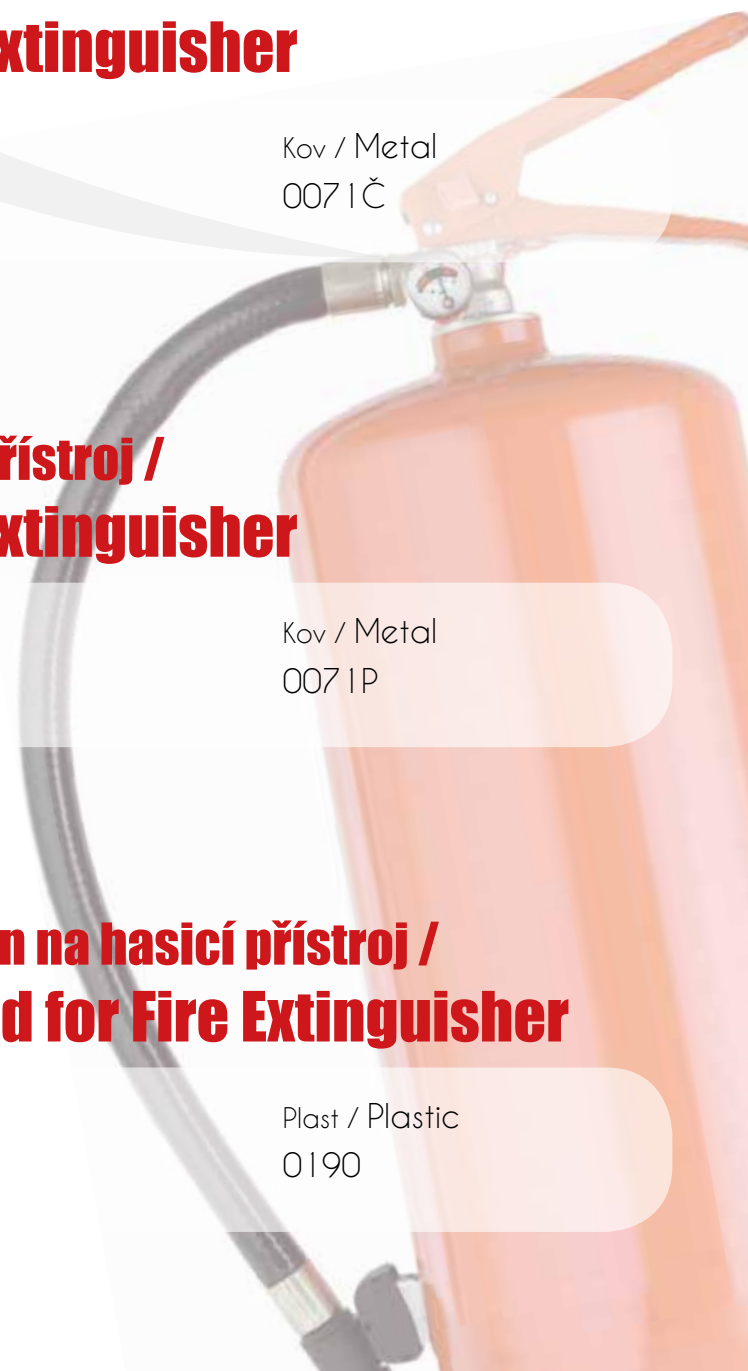 xtinguisher
Kov / Metal
0071Č
řístroj /
xtinguisher
Kov / Metal
0071P
n na hasicí přístroj /
d for Fire Extinguisher
Plast / Plastic
0190